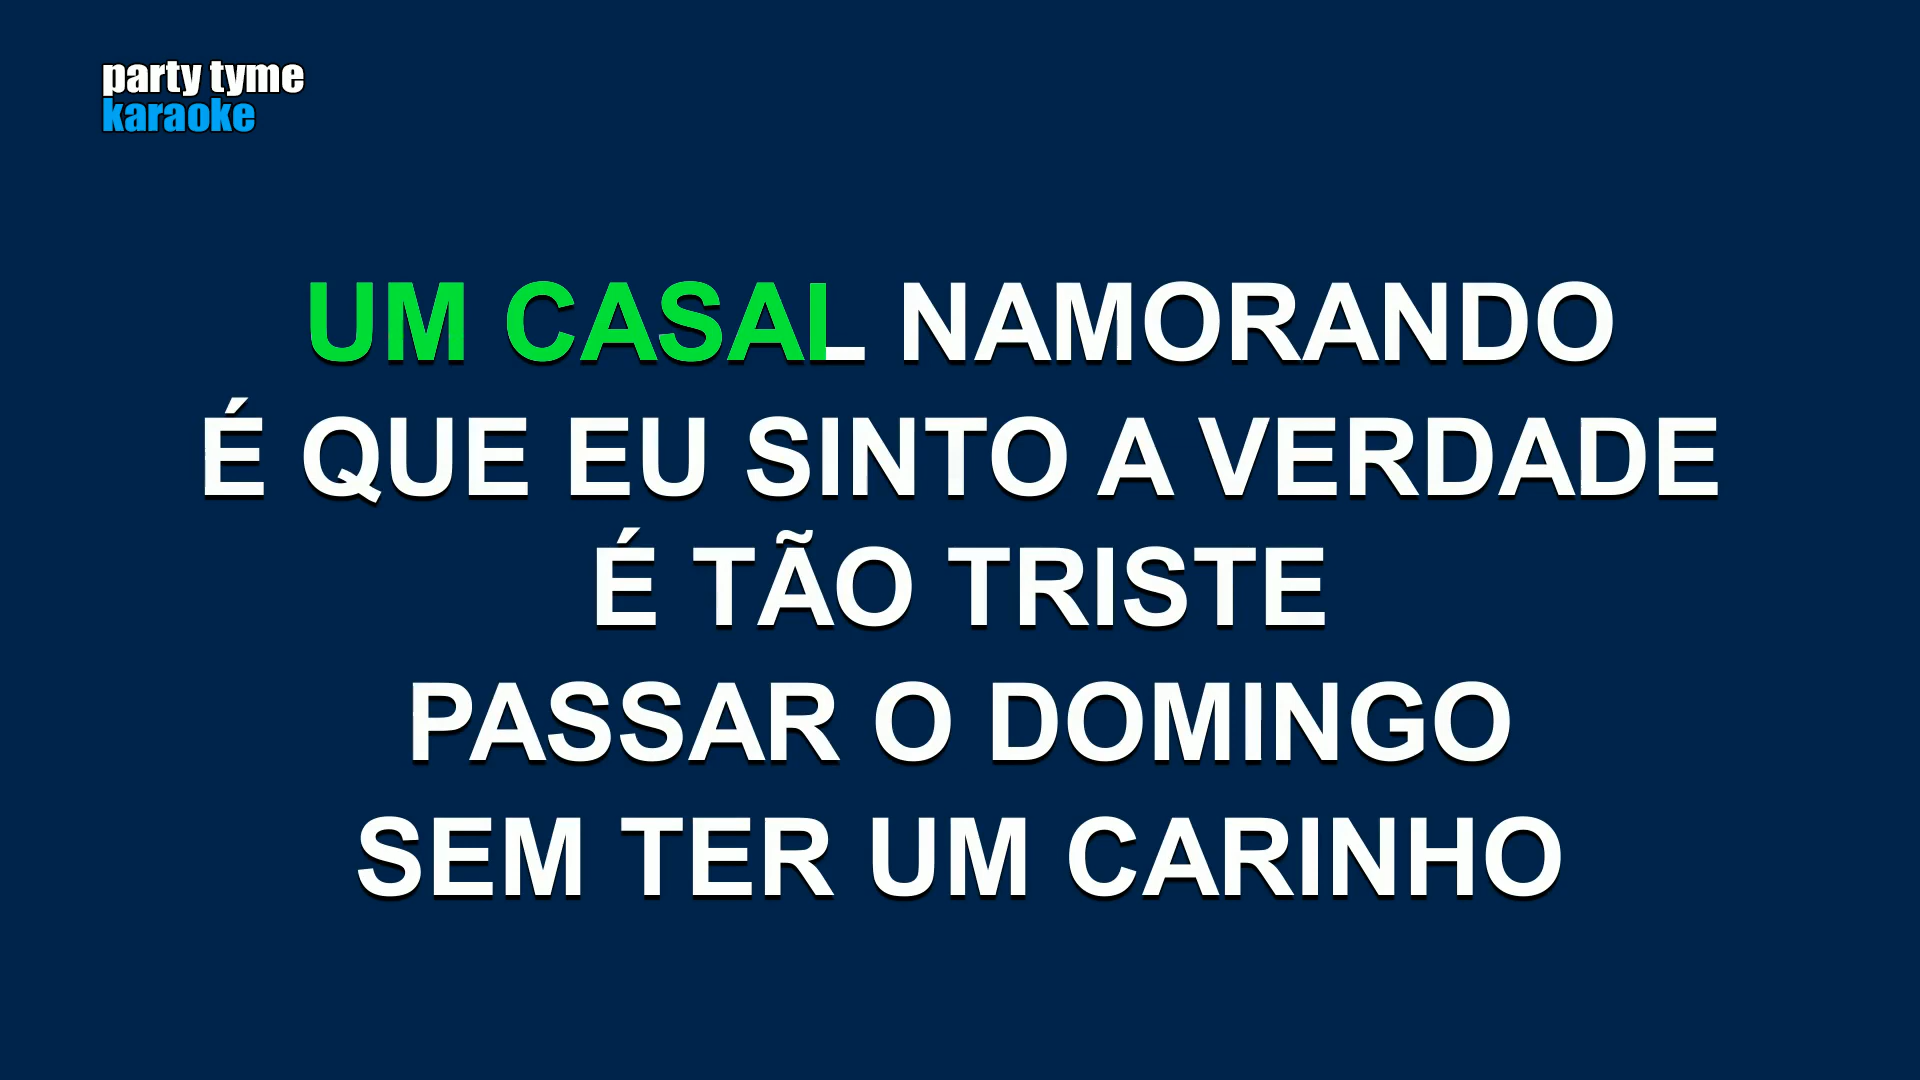 party tyme
karaoke
UM CASAL NAMORANDO
É QUE EU SINTO A VERDADE
É TÃO TRISTE
PASSAR O DOMINGO
SEM TER UM CARINHO